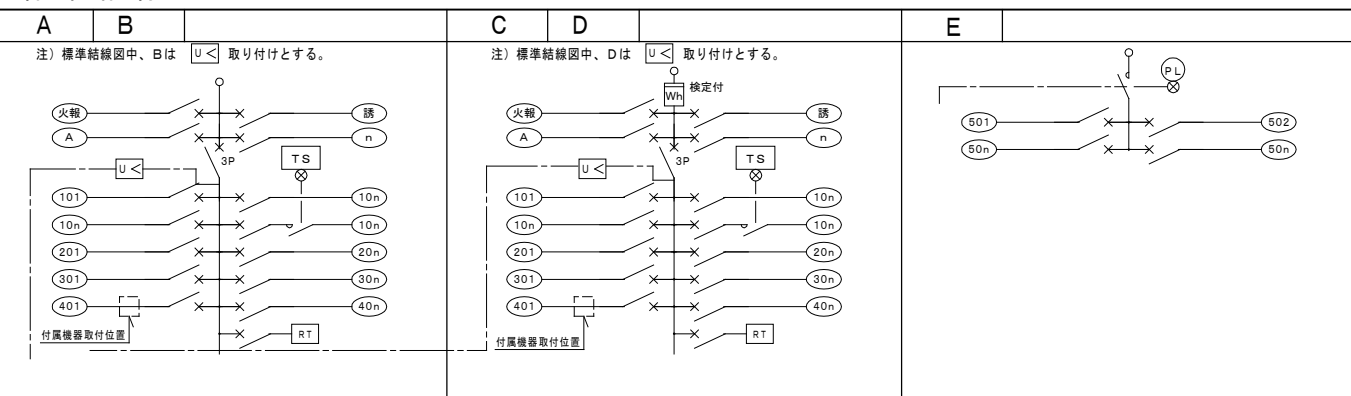 A B
注）標準結線図中、Bは U< 取り付けとする。
火報 誘
A n
3P
U< TS
101 10n
10n 10n
201 20n
301 30n
401 40n
付属機器取付位置 RT
C D
注）標準結線図中、Dは U< 取り付けとする。
Wh 検定付
火報 誘
A n
3P
U< TS
101 10n
10n 10n
201 20n
301 30n
401 40n
付属機器取付位置 RT
E
PL
501 502
50n 50n